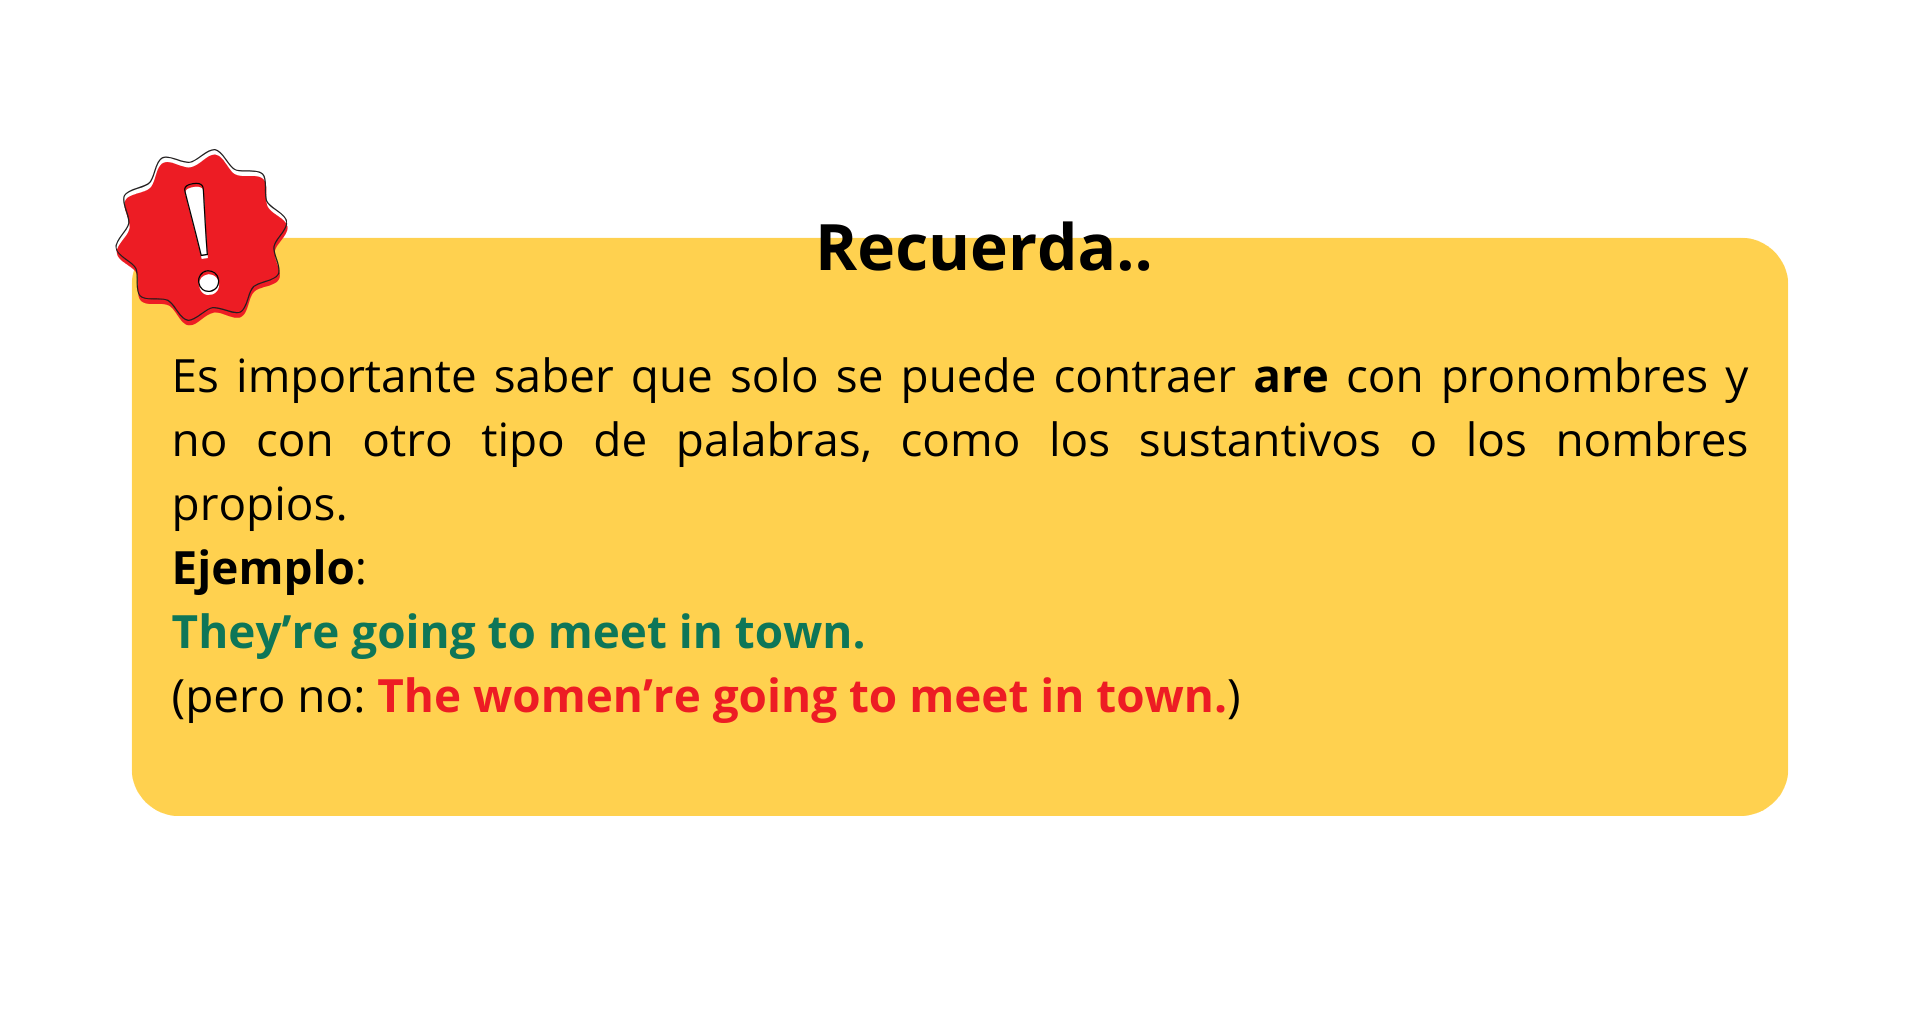 Recuerda..
Es importante saber que solo se puede contraer are con pronombres y
no con otro tipo de palabras, como los sustantivos o los nombres
propios.
Ejemplo:
They’re going to meet in town.
(pero no: The women’re going to meet in town.)